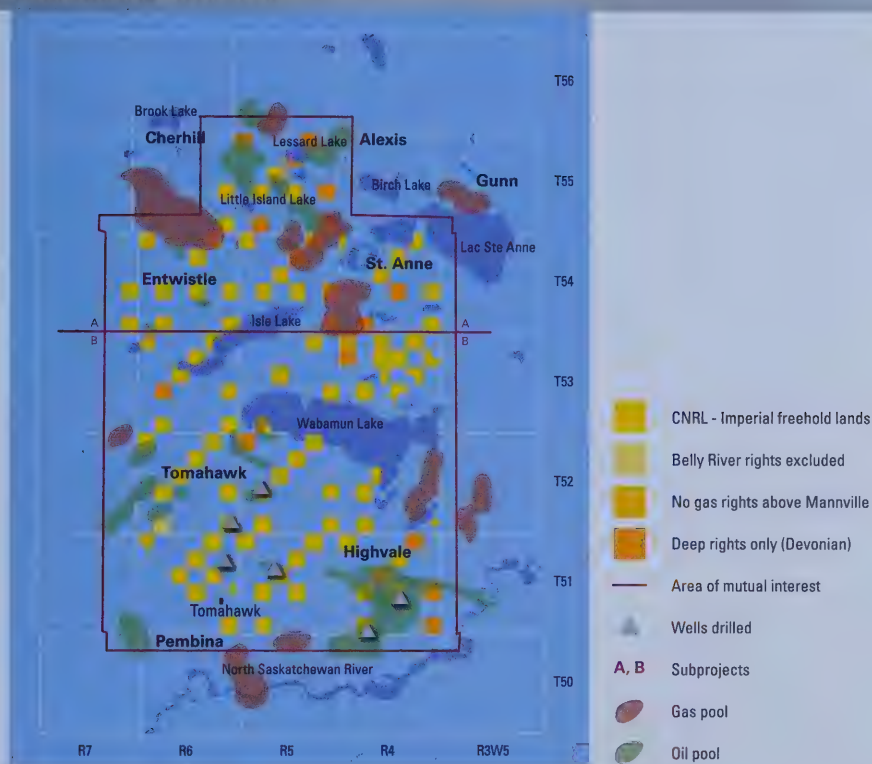 T56
Brook Lake
Cherhill
Lessard Lake
Alexis
T55
Birch Lake
Gunn
Little Island Lake
Lac Ste Anne
St. Anne
Entwistle
T54
A
Isle Lake
A
B
B
T53
Wabamun Lake
Tomahawk
T52
Highvale
T51
Tomahawk
Pembina
North Saskatchewan River
T50
R7
R6
R5
R4
R3W5
CNRL - Imperial freehold lands
Belly River rights excluded
No gas rights above Mannville
Deep rights only (Devonian)
Area of mutual interest
Wells drilled
A, B
Subprojects
Gas pool
Oil pool